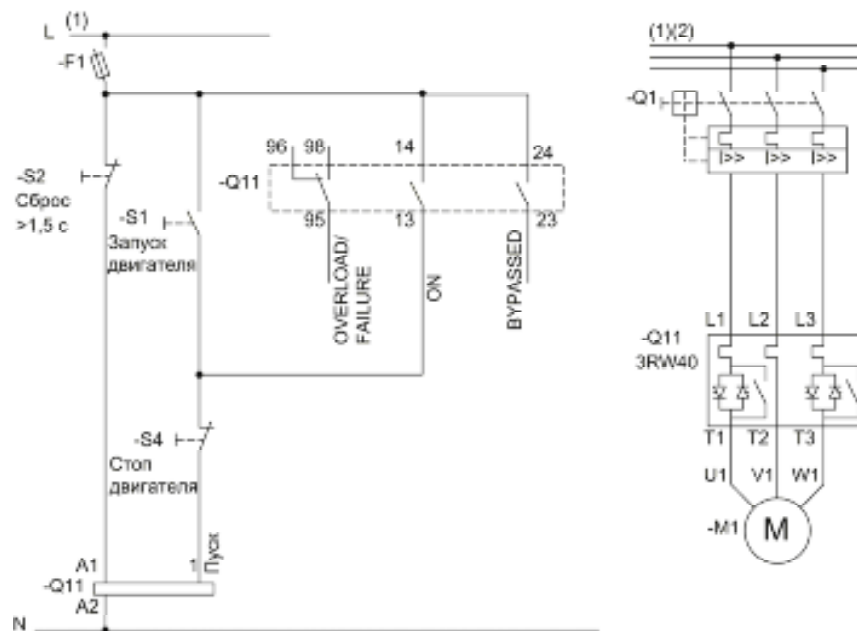 L (1)
-F1
-S2
Сброс
>1,5 с
-S1
Запуск
двигателя
96 98 14 24
-Q11
95 13 23
OVERLOAD/
FAILURE
ON
BYPASSED
-S4
Стоп
двигателя
A1 1 Пуск
-Q11
A2
N
(1)(2)
-Q1
I>> I>> I>>
L1 L2 L3
-Q11
3RW40
T1 T2 T3
U1 V1 W1
-M1 M